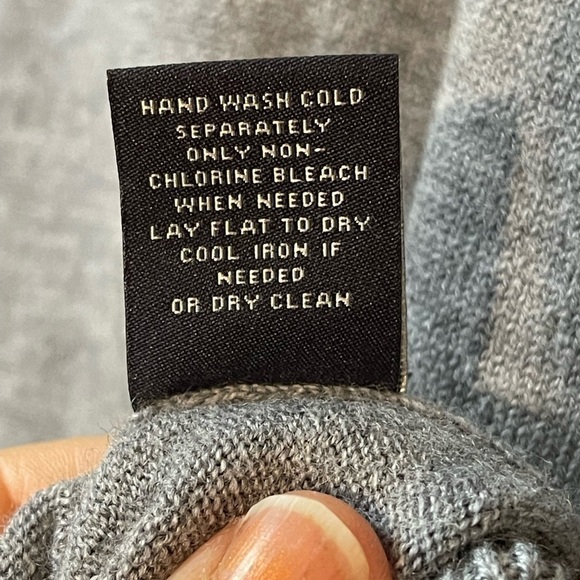 HAND WASH COLD
SEPARATELY
ONLY NON-
CHLORINE BLEACH
WHEN NEEDED
LAY FLAT TO DRY
COOL IRON IF
NEEDED
OR DRY CLEAN